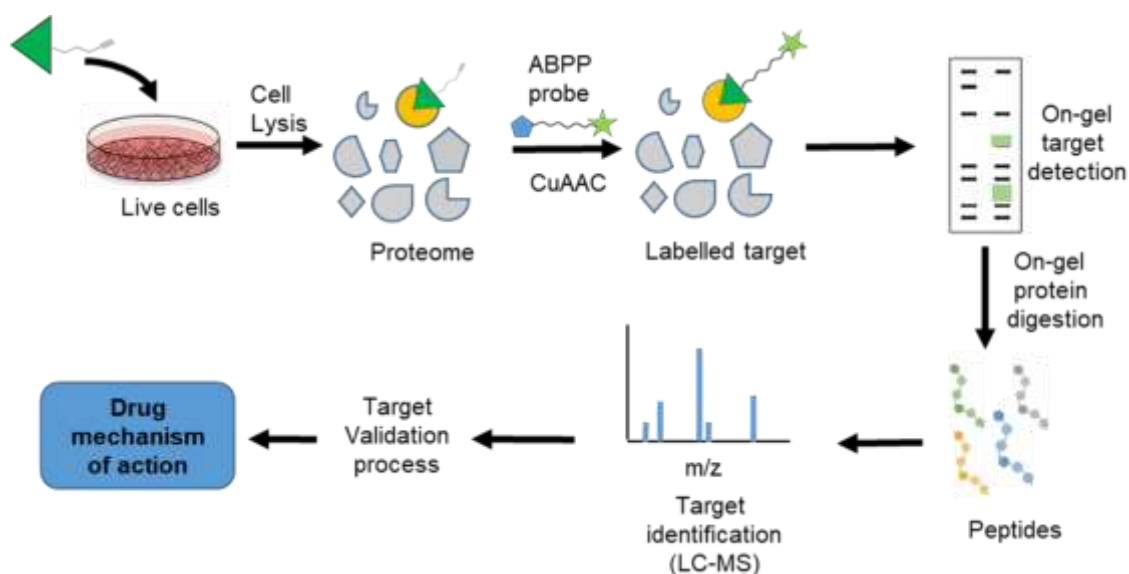 Cell
Lysis
ABPP
probe
CuAAC
On-gel
target
detection
Live cells
Proteome
Labelled target
On-gel
protein
digestion
Drug
mechanism
of action
Target
Validation
process
m/z
Target
identification
(LC-MS)
Peptides